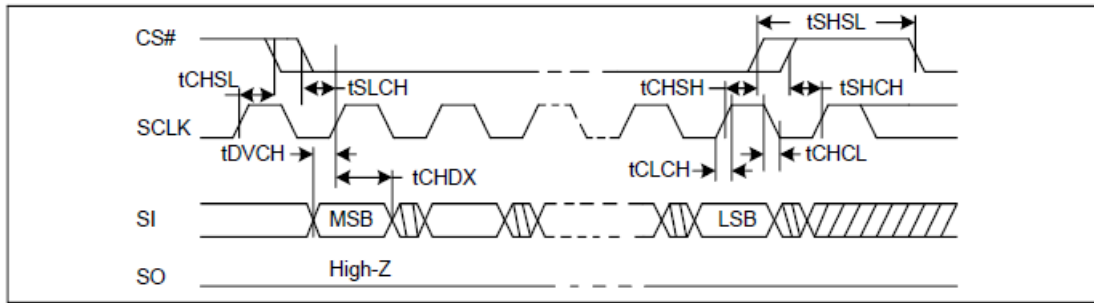 tSHSL
CS#
tCHSL
tSLCH
tCHSH
tSHCH
SCLK
tDVCH
tCHDX
tCLCH
tCHCL
SI
MSB
LSB
High-Z
SO